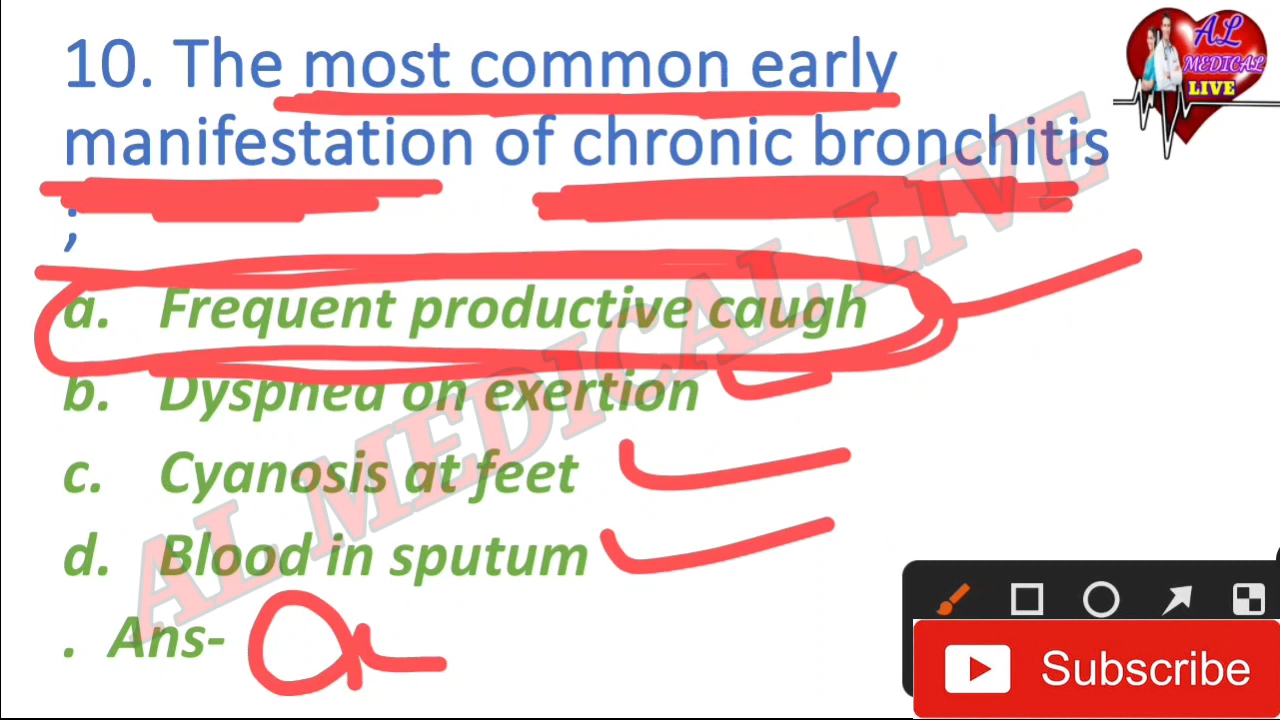 10. The most common early
manifestation of chronic bronchitis
;
a. Frequent productive caugh
b. Dysphea on exertion
c. Cyanosis at feet
d. Blood in sputum
. Ans- a
AL
MEDICAL
LIVE
AL MEDICAL LIVE
Subscribe